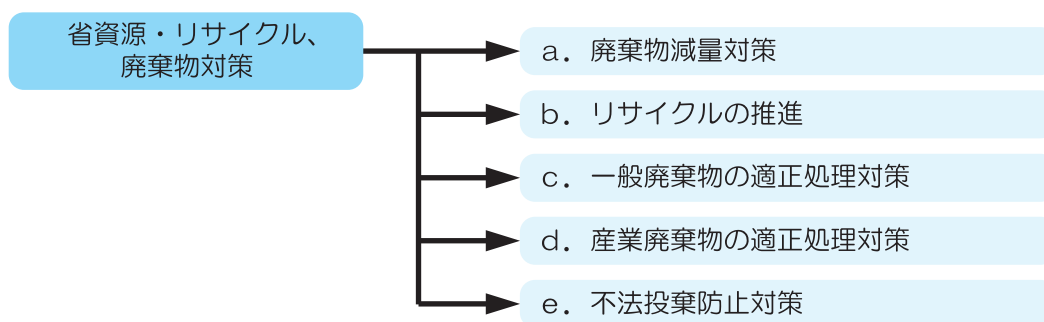 省資源・リサイクル、
廃棄物対策
a．廃棄物減量対策
b．リサイクルの推進
c．一般廃棄物の適正処理対策
d．産業廃棄物の適正処理対策
e．不法投棄防止対策